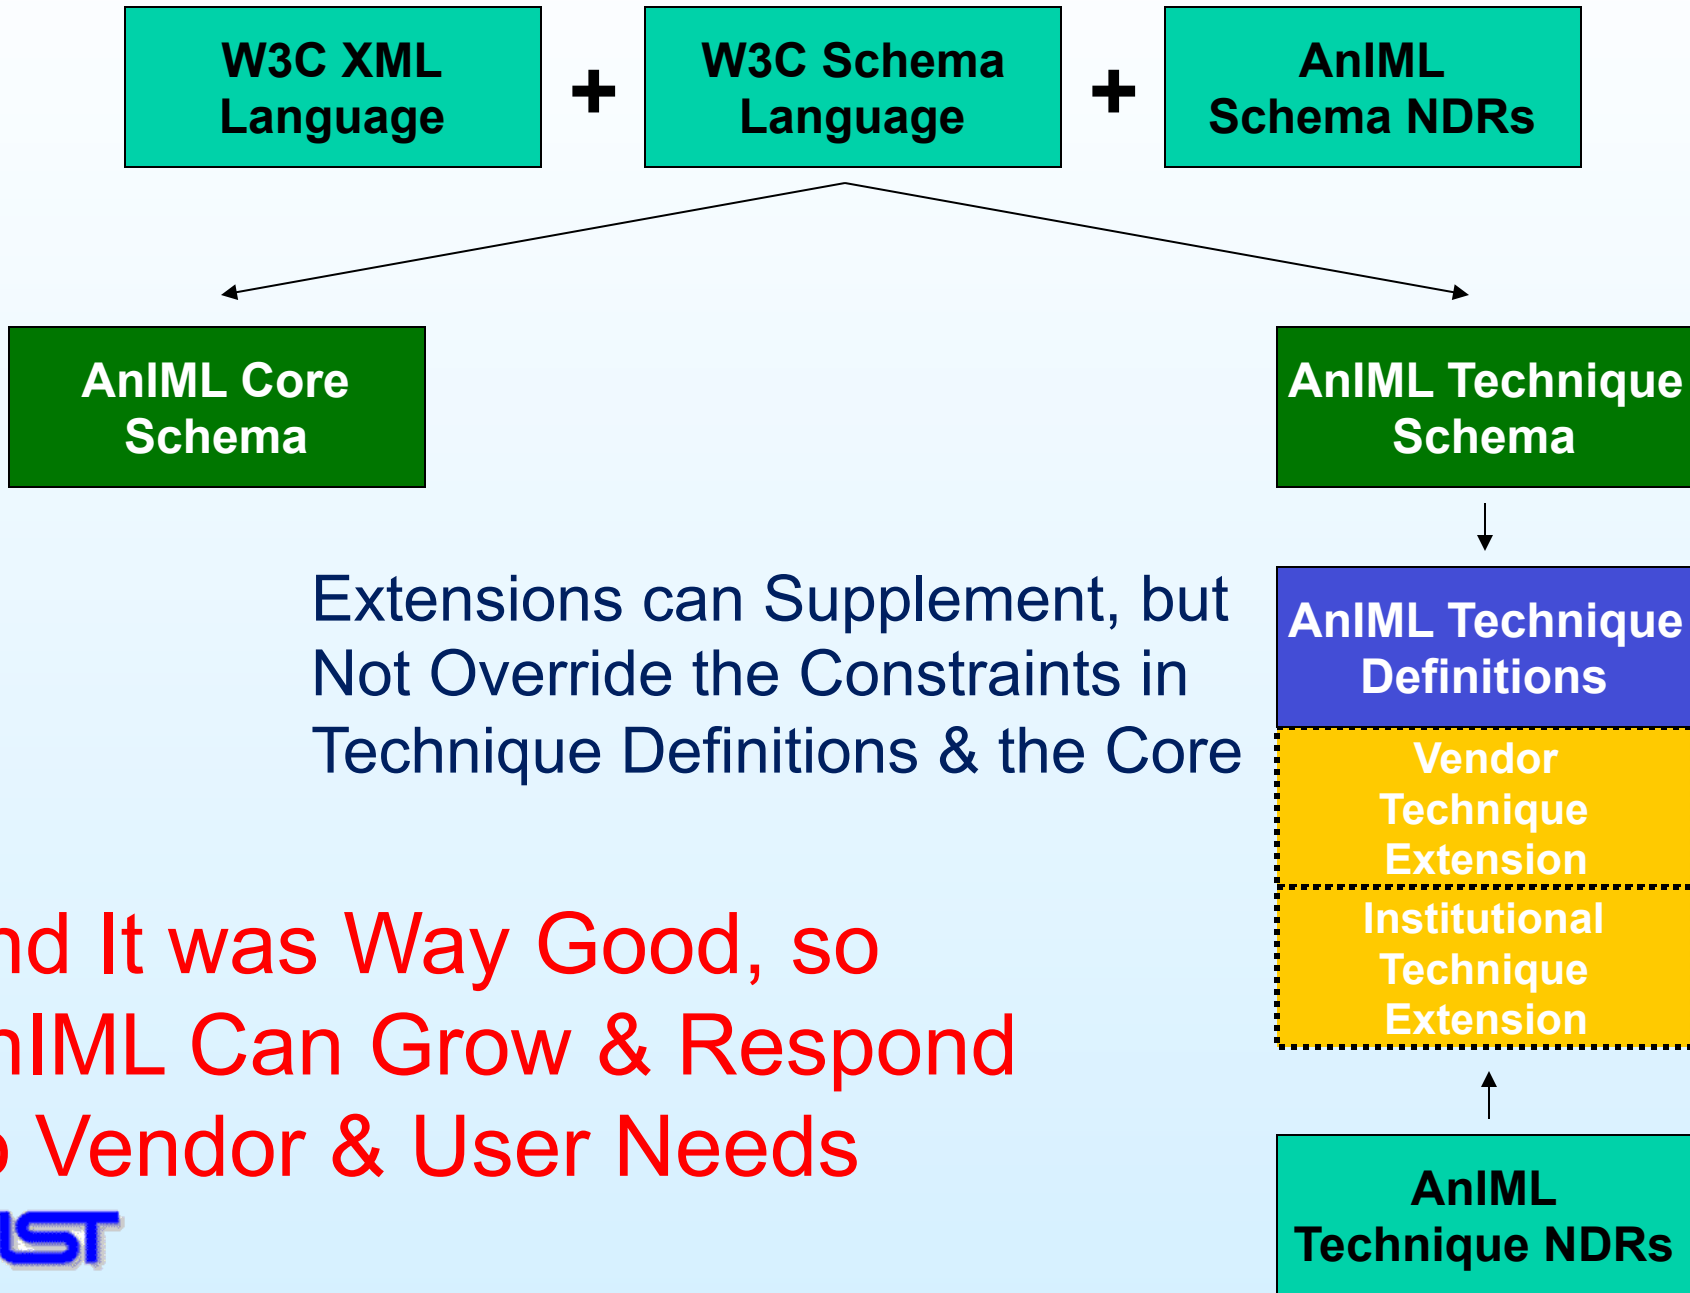 W3C XML
Language
+
W3C Schema
Language
+
AnIML
Schema NDRs
AnIML Core
Schema
AnIML Technique
Schema
Extensions can Supplement, but
Not Override the Constraints in
Technique Definitions & the Core
AnIML Technique
Definitions
Vendor
Technique
Extension
Institutional
Technique
Extension
nd It was Way Good, so
nIML Can Grow & Respond
Vendor & User Needs
AnIML
Technique NDRs